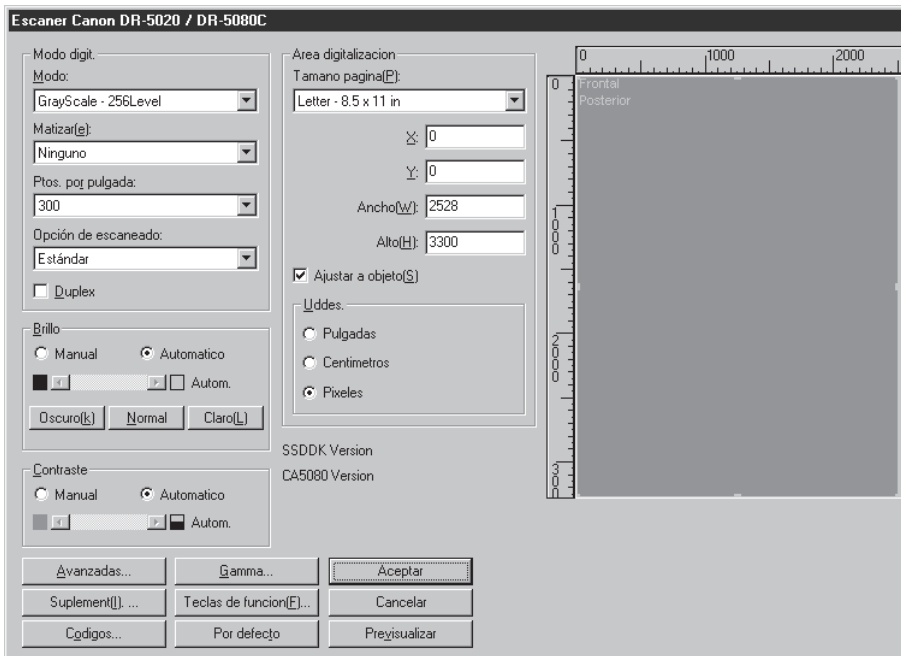 Escaner Canon DR-5020 / DR-5080C
Modo digit.
Modo:
GrayScale - 256Level
Matizar(e):
Ninguno
Ptos. por pulgada:
300
Opción de escaneado:
Estándar
Duplex
Brillo
Manual
Automatico
Autom.
Oscuro(k)
Normal
Claro(L)
Contraste
Manual
Automatico
Autom.
Area digitalizacion
Tamano pagina(P):
Letter - 8.5 x 11 in
X: 0
Y: 0
Ancho(W): 2528
Alto(H): 3300
Ajustar a objeto(S)
Uddes.
Pulgadas
Centimetros
Pixeles
SSDDK Version
CA5080 Version
0 1000 2000
0
1000
2000
300
Frontal
Posterior
Avanzadas...
Gamma...
Aceptar
Suplement(I). ...
Teclas de funcion(F)...
Cancelar
Codigos...
Por defecto
Previsualizar